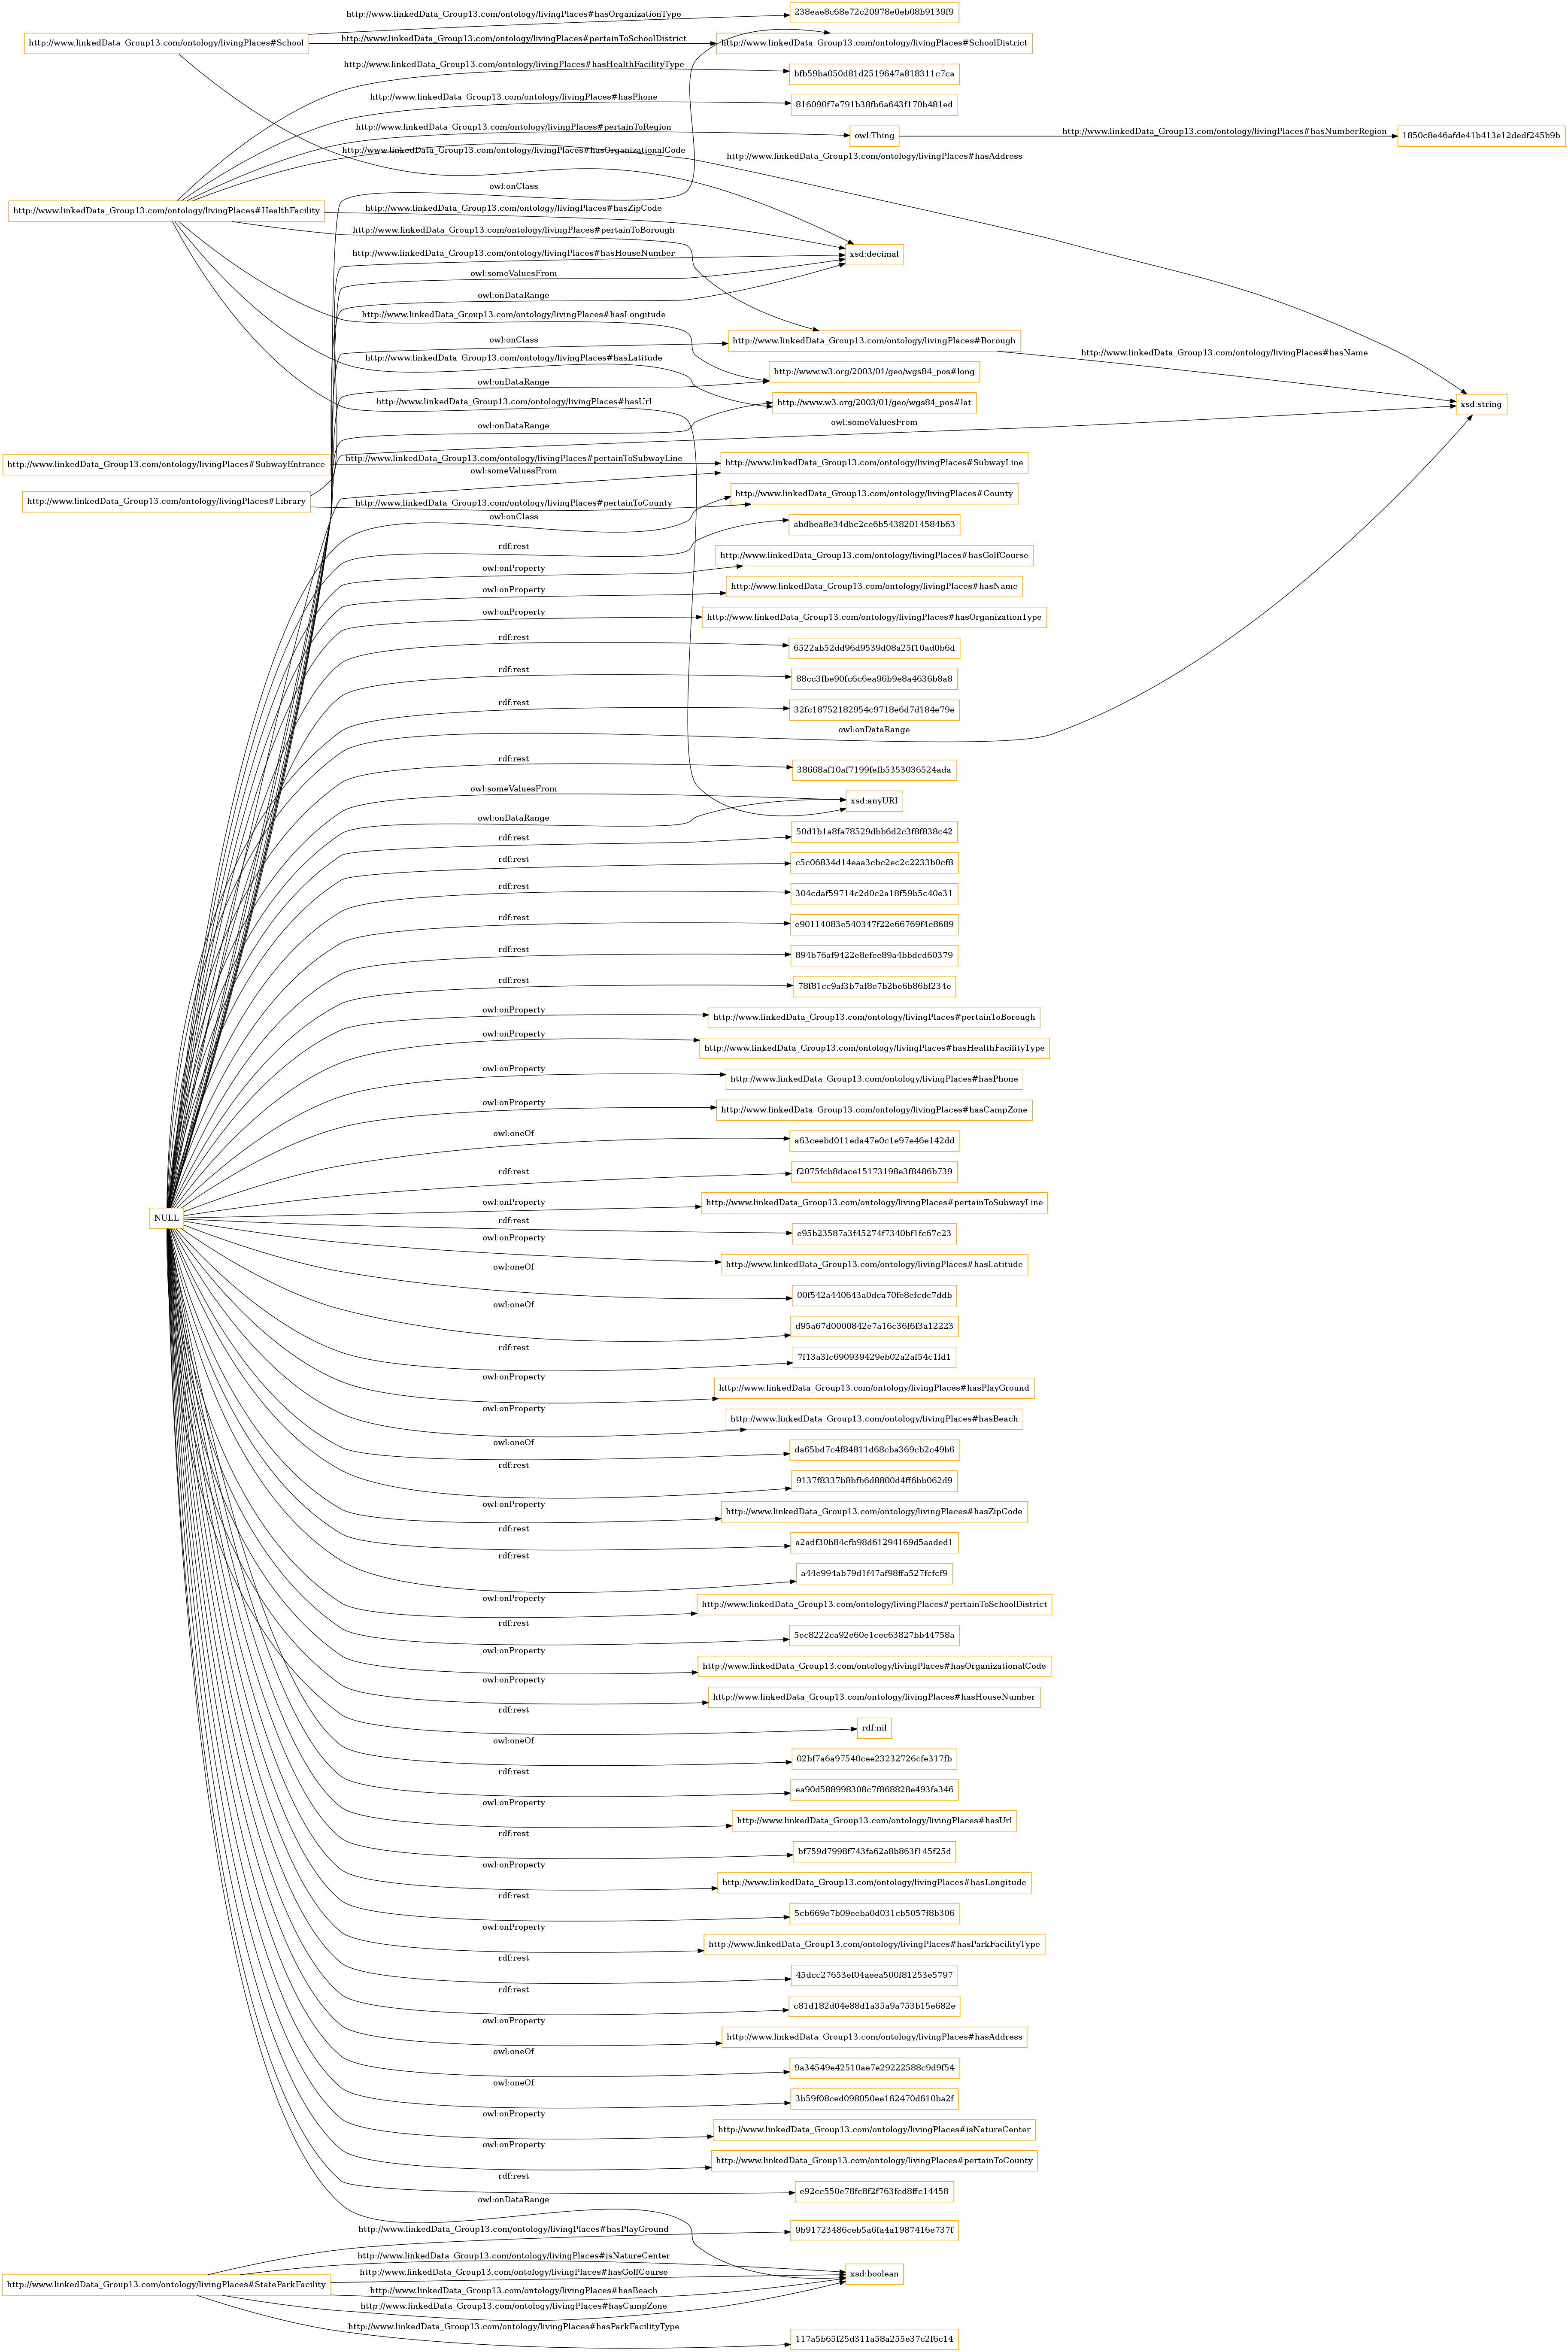 http://www.linkedData_Group13.com/ontology/livingPlaces#hasOrganizationType
238eae8c68e72c20978e0eb08b9139f9
http://www.linkedData_Group13.com/ontology/livingPlaces#School
http://www.linkedData_Group13.com/ontology/livingPlaces#pertainToSchoolDistrict
http://www.linkedData_Group13.com/ontology/livingPlaces#SchoolDistrict
http://www.linkedData_Group13.com/ontology/livingPlaces#hasHealthFacilityType
bfb59ba050d81d2519647a818311c7ca
http://www.linkedData_Group13.com/ontology/livingPlaces#hasPhone
816090f7e791b38fb6a643f170b481ed
http://www.linkedData_Group13.com/ontology/livingPlaces#pertainToRegion
owl:Thing
http://www.linkedData_Group13.com/ontology/livingPlaces#hasNumberRegion
1850c8e46afde41b413e12dedf245b9b
http://www.linkedData_Group13.com/ontology/livingPlaces#hasOrganizationalCode
http://www.linkedData_Group13.com/ontology/livingPlaces#hasAddress
owl:onClass
http://www.linkedData_Group13.com/ontology/livingPlaces#HealthFacility
http://www.linkedData_Group13.com/ontology/livingPlaces#hasZipCode
http://www.linkedData_Group13.com/ontology/livingPlaces#pertainToBorough
http://www.linkedData_Group13.com/ontology/livingPlaces#hasHouseNumber
xsd:decimal
owl:someValuesFrom
owl:onDataRange
http://www.linkedData_Group13.com/ontology/livingPlaces#hasLongitude
owl:onClass
http://www.linkedData_Group13.com/ontology/livingPlaces#Borough
http://www.linkedData_Group13.com/ontology/livingPlaces#hasName
http://www.linkedData_Group13.com/ontology/livingPlaces#hasLatitude
http://www.w3.org/2003/01/geo/wgs84_pos#long
owl:onDataRange
http://www.linkedData_Group13.com/ontology/livingPlaces#hasUrl
http://www.w3.org/2003/01/geo/wgs84_pos#lat
xsd:string
owl:onDataRange
owl:someValuesFrom
http://www.linkedData_Group13.com/ontology/livingPlaces#SubwayEntrance
http://www.linkedData_Group13.com/ontology/livingPlaces#pertainToSubwayLine
http://www.linkedData_Group13.com/ontology/livingPlaces#SubwayLine
owl:someValuesFrom
http://www.linkedData_Group13.com/ontology/livingPlaces#Library
http://www.linkedData_Group13.com/ontology/livingPlaces#pertainToCounty
http://www.linkedData_Group13.com/ontology/livingPlaces#County
owl:onClass
abdbea8e34dbc2ce6b54382014584b63
rdf:rest
http://www.linkedData_Group13.com/ontology/livingPlaces#hasGolfCourse
owl:onProperty
http://www.linkedData_Group13.com/ontology/livingPlaces#hasName
owl:onProperty
owl:onProperty
http://www.linkedData_Group13.com/ontology/livingPlaces#hasOrganizationType
rdf:rest
6522ab52dd96d9539d08a25f10ad0b6d
rdf:rest
88cc3fbe90fc6c6ea96b9e8a4636b8a8
rdf:rest
32fc18752182954c9718e6d7d184e79e
owl:onDataRange
rdf:rest
38668af10af7199fefb5353036524ada
owl:someValuesFrom
xsd:anyURI
owl:onDataRange
50d1b1a8fa78529dbb6d2c3f8f838c42
rdf:rest
rdf:rest
c5c06834d14eaa3cbc2ec2c2233b0cf8
rdf:rest
304cdaf59714c2d0c2a18f59b5c40e31
rdf:rest
e90114083e540347f22e66769f4c8689
rdf:rest
894b76af9422e8efee89a4bbdcd60379
rdf:rest
78f81cc9af3b7af8e7b2be6b86bf234e
owl:onProperty
http://www.linkedData_Group13.com/ontology/livingPlaces#pertainToBorough
owl:onProperty
http://www.linkedData_Group13.com/ontology/livingPlaces#hasHealthFacilityType
owl:onProperty
http://www.linkedData_Group13.com/ontology/livingPlaces#hasPhone
owl:onProperty
http://www.linkedData_Group13.com/ontology/livingPlaces#hasCampZone
owl:oneOf
a63ceebd011eda47e0c1e97e46e142dd
rdf:rest
f2075fcb8dace15173198e3f8486b739
owl:onProperty
http://www.linkedData_Group13.com/ontology/livingPlaces#pertainToSubwayLine
NULL
rdf:rest
e95b23587a3f45274f7340bf1fc67c23
owl:onProperty
http://www.linkedData_Group13.com/ontology/livingPlaces#hasLatitude
owl:oneOf
00f542a440643a0dca70fe8efcdc7ddb
owl:oneOf
d95a67d0000842e7a16c36f6f3a12223
rdf:rest
7f13a3fc690939429eb02a2af54c1fd1
owl:onProperty
http://www.linkedData_Group13.com/ontology/livingPlaces#hasPlayGround
owl:onProperty
http://www.linkedData_Group13.com/ontology/livingPlaces#hasBeach
owl:oneOf
da65bd7c4f84811d68cba369cb2c49b6
rdf:rest
9137f8337b8bfb6d8800d4ff6bb062d9
owl:onProperty
http://www.linkedData_Group13.com/ontology/livingPlaces#hasZipCode
rdf:rest
a2adf30b84cfb98d61294169d5aaded1
rdf:rest
a44e994ab79d1f47af98ffa527fcfcf9
owl:onProperty
http://www.linkedData_Group13.com/ontology/livingPlaces#pertainToSchoolDistrict
rdf:rest
5ec8222ca92e60e1cec63827bb44758a
owl:onProperty
http://www.linkedData_Group13.com/ontology/livingPlaces#hasOrganizationalCode
owl:onProperty
http://www.linkedData_Group13.com/ontology/livingPlaces#hasHouseNumber
rdf:rest
rdf:nil
owl:oneOf
02bf7a6a97540cee23232726cfe317fb
rdf:rest
ea90d588998308c7f868828e493fa346
owl:onProperty
http://www.linkedData_Group13.com/ontology/livingPlaces#hasUrl
rdf:rest
bf759d7998f743fa62a8b863f145f25d
owl:onProperty
http://www.linkedData_Group13.com/ontology/livingPlaces#hasLongitude
rdf:rest
5cb669e7b09eeba0d031cb5057f8b306
owl:onProperty
http://www.linkedData_Group13.com/ontology/livingPlaces#hasParkFacilityType
rdf:rest
45dcc27653ef04aeea500f81253e5797
rdf:rest
c81d182d04e88d1a35a9a753b15e682e
owl:onProperty
http://www.linkedData_Group13.com/ontology/livingPlaces#hasAddress
owl:oneOf
9a34549e42510ae7e29222588c9d9f54
owl:oneOf
3b59f08ced098050ee162470d610ba2f
owl:onProperty
http://www.linkedData_Group13.com/ontology/livingPlaces#isNatureCenter
owl:onProperty
http://www.linkedData_Group13.com/ontology/livingPlaces#pertainToCounty
rdf:rest
e92cc550e78fc8f2f763fcd8ffc14458
owl:onDataRange
http://www.linkedData_Group13.com/ontology/livingPlaces#hasPlayGround
9b91723486ceb5a6fa4a1987416e737f
http://www.linkedData_Group13.com/ontology/livingPlaces#isNatureCenter
http://www.linkedData_Group13.com/ontology/livingPlaces#hasGolfCourse
xsd:boolean
http://www.linkedData_Group13.com/ontology/livingPlaces#StateParkFacility
http://www.linkedData_Group13.com/ontology/livingPlaces#hasBeach
http://www.linkedData_Group13.com/ontology/livingPlaces#hasCampZone
http://www.linkedData_Group13.com/ontology/livingPlaces#hasParkFacilityType
117a5b65f25d311a58a255e37c2f6c14